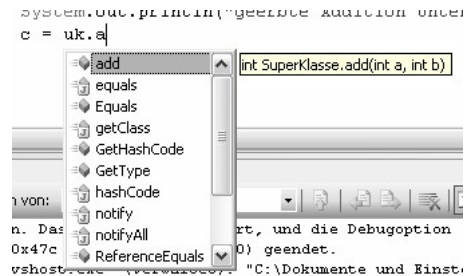 System.out.println("geerbte Addition unter
c = uk.a
add
int SuperKlasse.add(int a, int b)
equals
Equals
getClass
GetHashCode
GetType
hashCode
notify
notifyAll
ReferenceEquals
von:
n. Das
rt, und die Debugoption
0x47c
0) geendet.
"C:\Dokumente und Einste